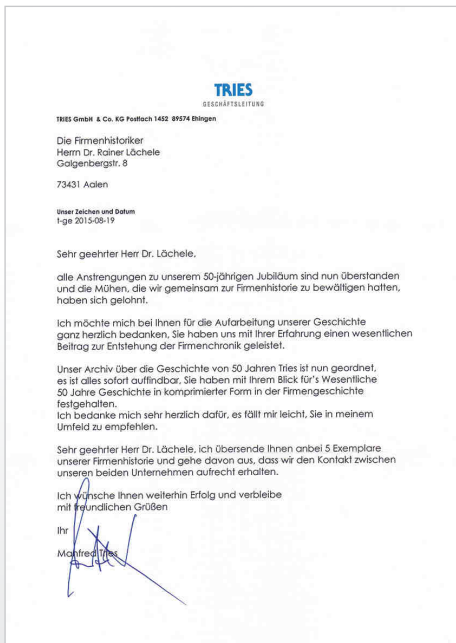 TRIES
GESCHÄFTSLEITUNG
TRIES GmbH & Co. KG Postfach 1452 89574 Ehingen
Die Firmenhistoriker
Herrn Dr. Rainer Lächele
Galgenbergstr. 8
73431 Aalen
Unser Zeichen und Datum
t-ge 2015-08-19
Sehr geehrter Herr Dr. Lächele,
alle Anstrengungen zu unserem 50-jährigen Jubiläum sind nun überstanden
und die Mühen, die wir gemeinsam zur Firmenhistorie zu bewältigen hatten,
haben sich gelohnt.
Ich möchte mich bei Ihnen für die Aufarbeitung unserer Geschichte
ganz herzlich bedanken, Sie haben uns mit Ihrer Erfahrung einen wesentlichen
Beitrag zur Entstehung der Firmenchronik geleistet.
Unser Archiv über die Geschichte von 50 Jahren Tries ist nun geordnet,
es ist alles sofort auffindbar, Sie haben mit Ihrem Blick für's Wesentliche
50 Jahre Geschichte in komprimierter Form in der Firmengeschichte
festgehalten.
Ich bedanke mich sehr herzlich dafür, es fällt mir leicht, Sie in meinem
Umfeld zu empfehlen.
Sehr geehrter Herr Dr. Lächele, ich übersende Ihnen anbei 5 Exemplare
unserer Firmenhistorie und gehe davon aus, dass wir den Kontakt zwischen
unseren beiden Unternehmen aufrecht erhalten.
Ich wünsche Ihnen weiterhin Erfolg und verbleibe
mit freundlichen Grüßen
Ihr
Manfred Tries